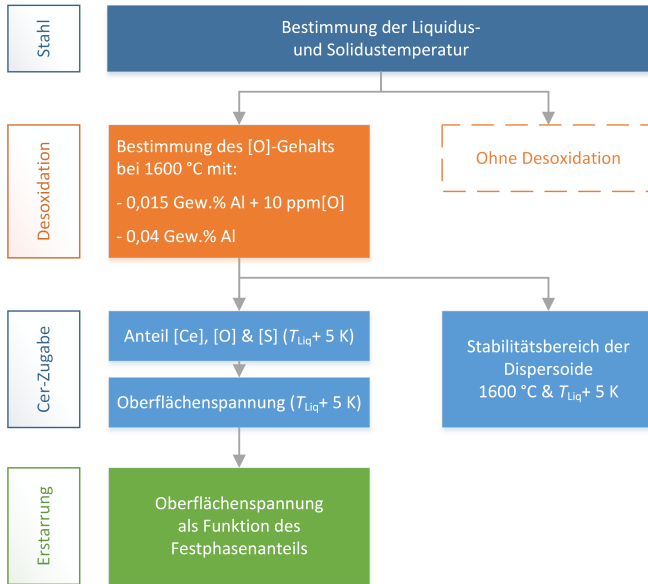 Stahl
Bestimmung der Liquidus-
und Solidustemperatur
Desoxidation
Bestimmung des [O]-Gehalts
bei 1600 °C mit:
- 0,015 Gew.% Al + 10 ppm[O]
- 0,04 Gew.% Al
Ohne Desoxidation
Cer-Zugabe
Anteil [Ce], [O] & [S] (TLiq+ 5 K)
Oberflächenspannung (TLiq+ 5 K)
Stabilitätsbereich der
Dispersoide
1600 °C & TLiq+ 5 K
Erstarrung
Oberflächenspannung
als Funktion des
Festphasenanteils